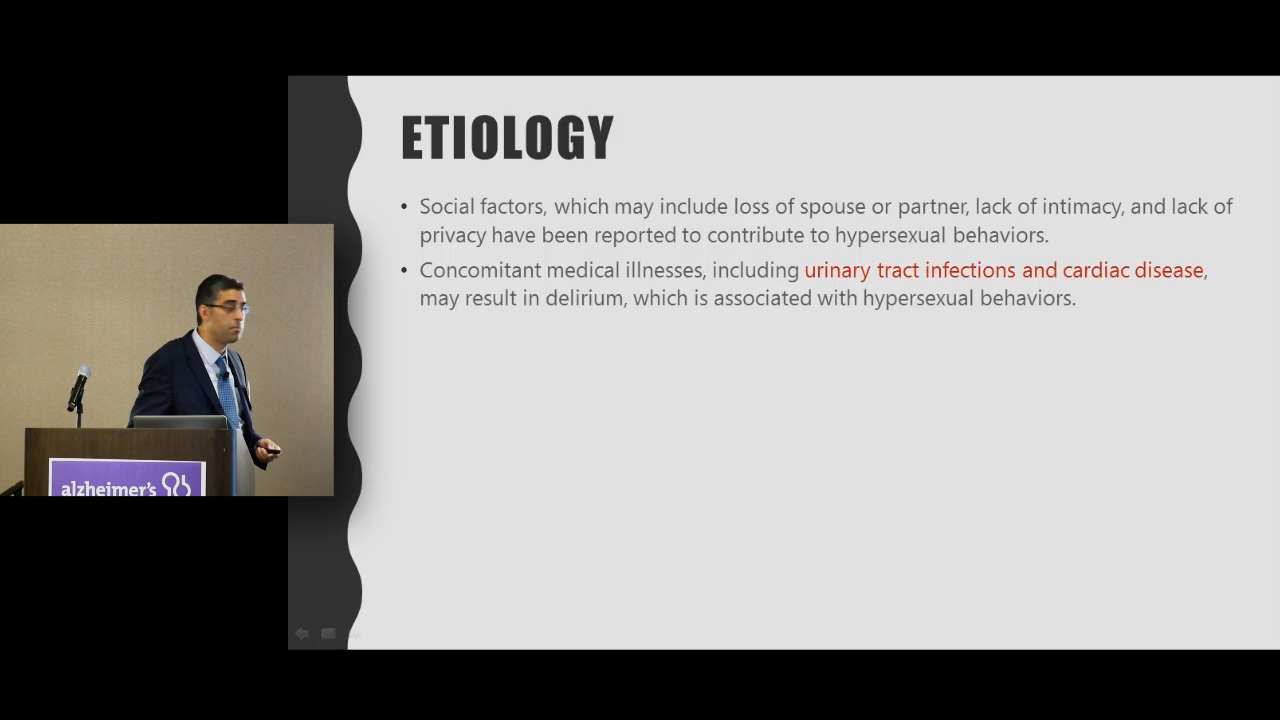 ETIOLOGY
• Social factors, which may include loss of spouse or partner, lack of intimacy, and lack of
privacy have been reported to contribute to hypersexual behaviors.
• Concomitant medical illnesses, including urinary tract infections and cardiac disease,
may result in delirium, which is associated with hypersexual behaviors.
alzheimer's